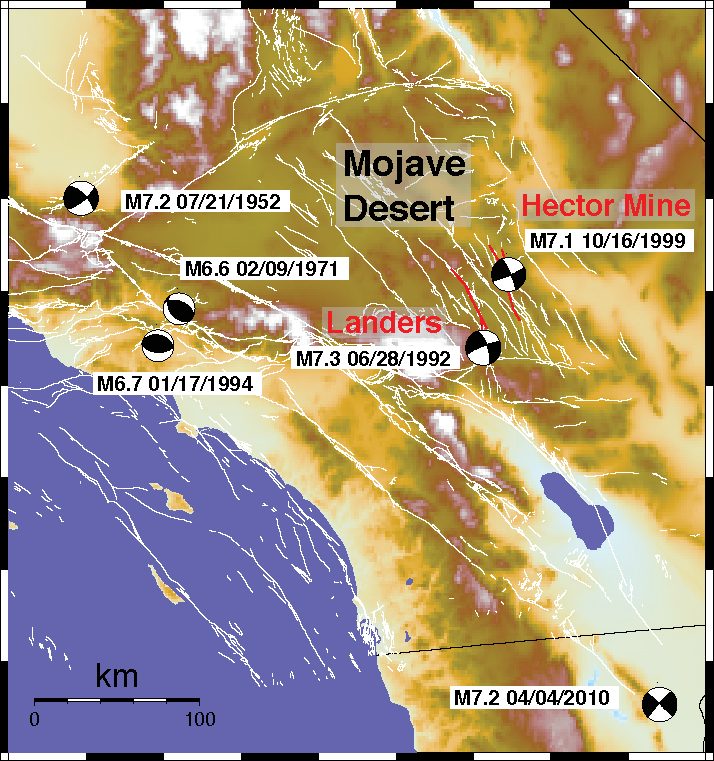 Mojave
Desert
M7.2 07/21/1952
Hector Mine
M7.1 10/16/1999
M6.6 02/09/1971
Landers
M7.3 06/28/1992
M6.7 01/17/1994
km
0 100
M7.2 04/04/2010